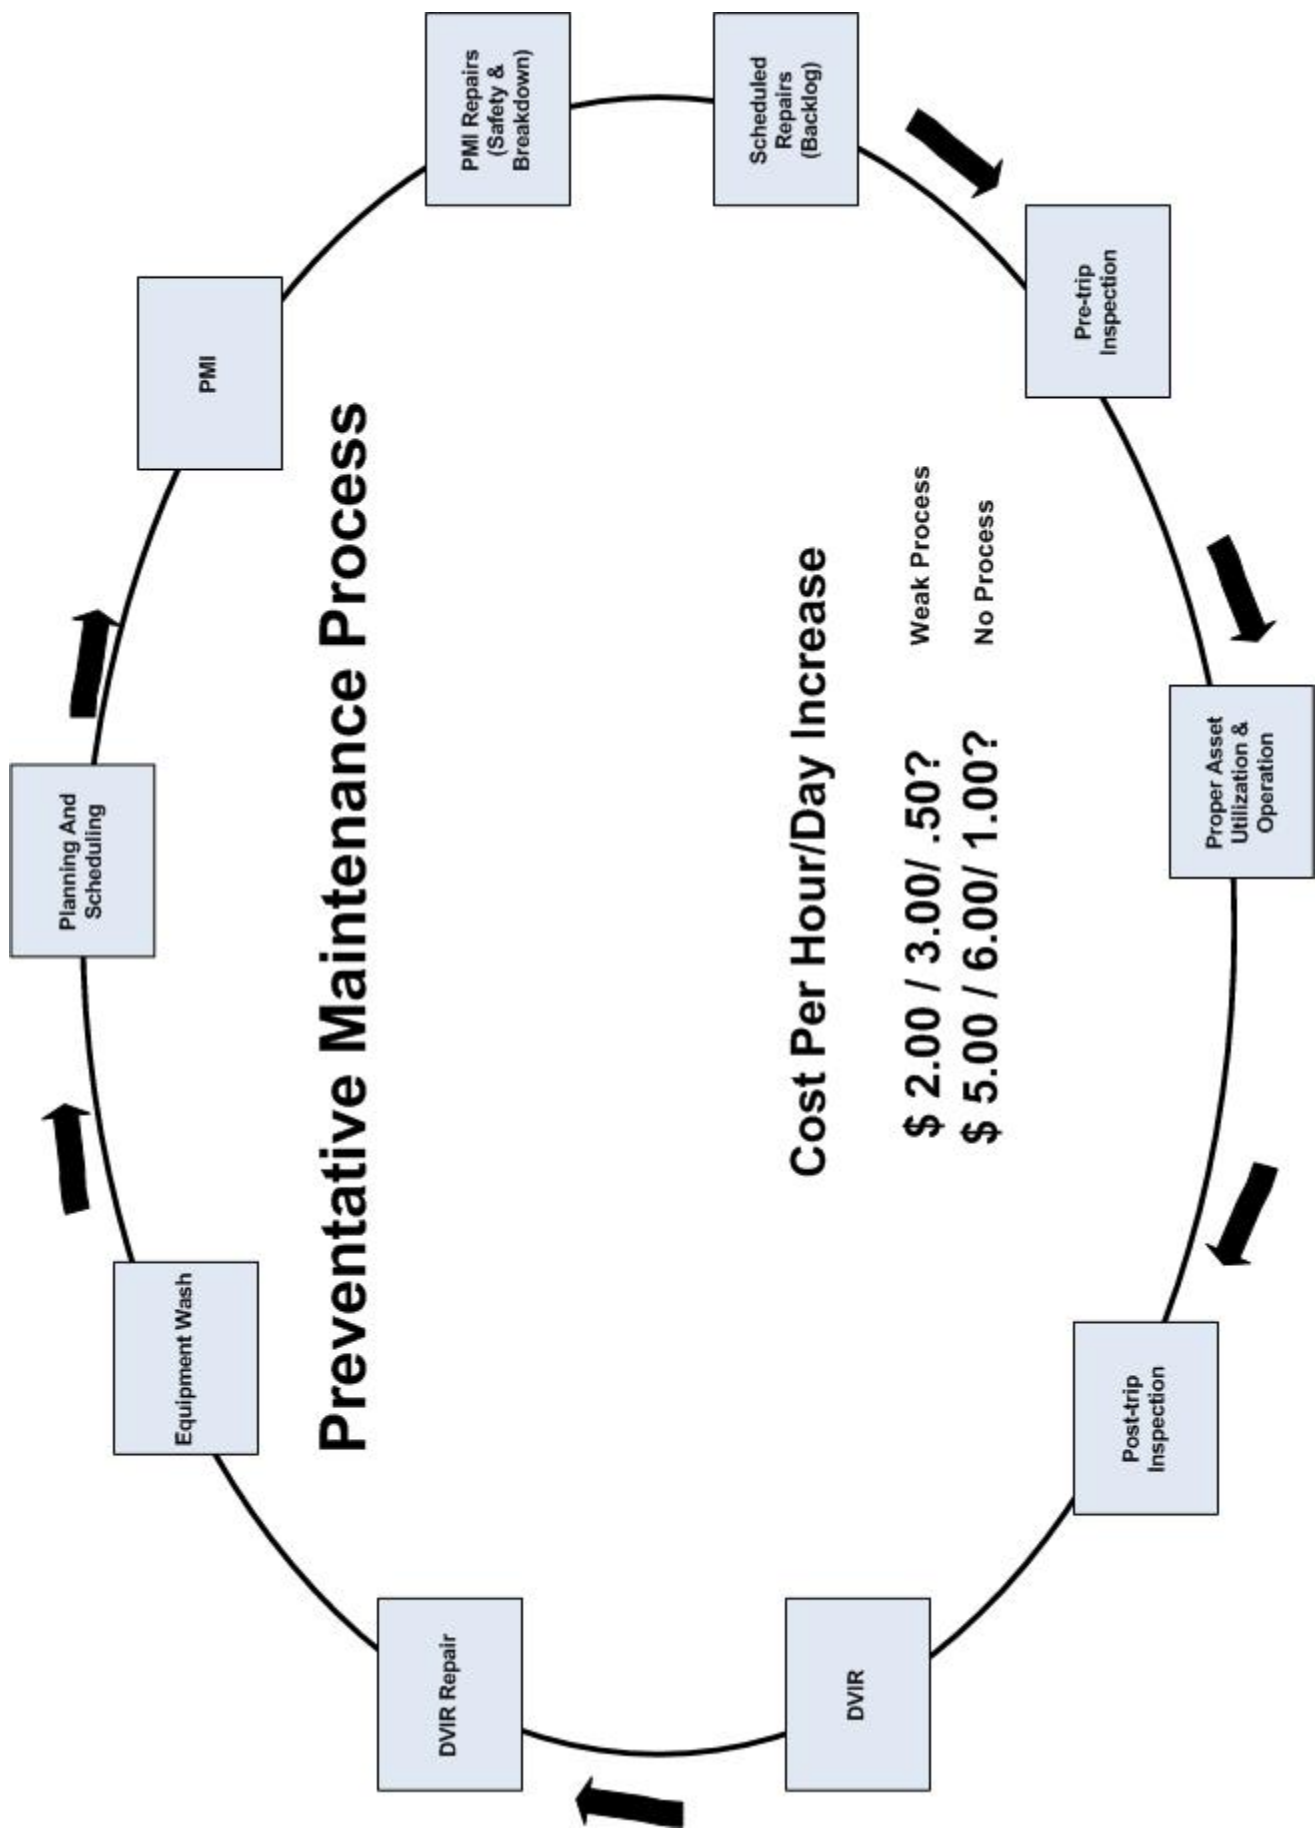 Planning And
Scheduling
PMI
PMI Repairs
(Safety &
Breakdown)
Scheduled
Repairs
(Backlog)
Pre-trip
Inspection
Proper Asset
Utilization &
Operation
Post-trip
Inspection
DVIR
DVIR Repair
Equipment Wash
Preventative Maintenance Process
Cost Per Hour/Day Increase
$ 2.00 / 3.00/ .50? Weak Process
$ 5.00 / 6.00/ 1.00? No Process